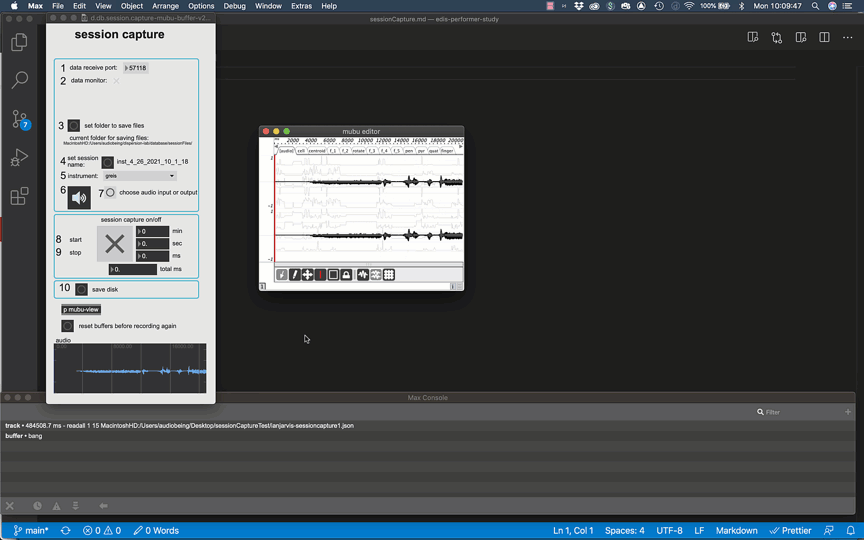 Max File Edit View Object Arrange Options Debug Window Extras Help 100% Mon 10:09:47
d.db.session.capture-mubu-buffer-v2...
sessionCapture.md — edis-performer-study
session capture
1 data receive port: 57118
2 data monitor:
3 set folder to save files
current folder for saving files:
MacintoshHD:/Users/audiobeing/dispersion-lab/database/sessionFiles/
4 set session name: inst_4_26_2021_10_1_18
5 instrument: greis
6 7 choose audio input or output
session capture on/off
0 min
8 start 0. sec
9 stop 0. ms
0. total ms
10 save disk
p mubu-view
reset buffers before recording again
audio
7
mubu editor
ms 2000 4000 6000 8000 10000 12000 14000 16000 20000
[audio] cell centroid f_1 f_2 rotate f_3 f_4 f_5 pen pyr quai finger
1
-1
1
-1
Max Console
Filter
track • 484508.7 ms - readall 1 15 MacintoshHD:/Users/audiobeing/Desktop/sessionCaptureTest/ianjarvis-sessioncapture1.json
buffer • bang
main* 0 0 0 Words Ln 1, Col 1 Spaces: 4 UTF-8 LF Markdown Prettier